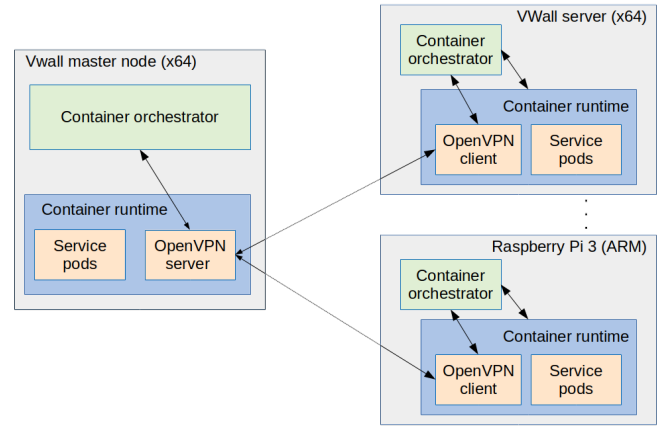 Vwall master node (x64)
Container orchestrator
Container runtime
Service
pods
OpenVPN
server
VWall server (x64)
Container
orchestrator
Container runtime
OpenVPN
client
Service
pods
Raspberry Pi 3 (ARM)
Container
orchestrator
Container runtime
OpenVPN
client
Service
pods